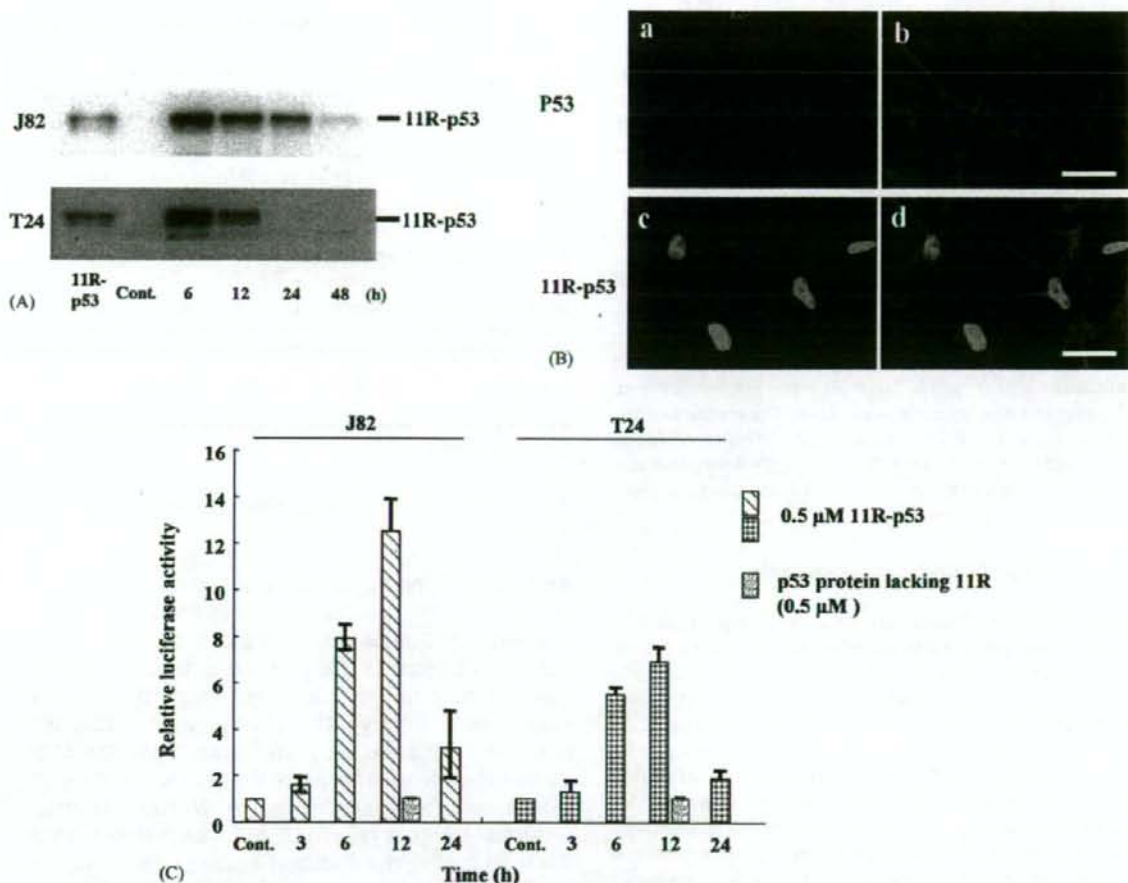 J82
11R-p53
T24
11R-p53
11R-
p53
Cont.
6
12
24
48
(h)
(A)
a
b
P53
c
d
11R-p53
(B)
J82
T24
16
14
12
10
8
6
4
2
0
Relative luciferase activity
0.5 µM 11R-p53
p53 protein lacking 11R
(0.5 µM )
Cont. 3 6 12 24 Cont. 3 6 12 24
Time (h)
(C)